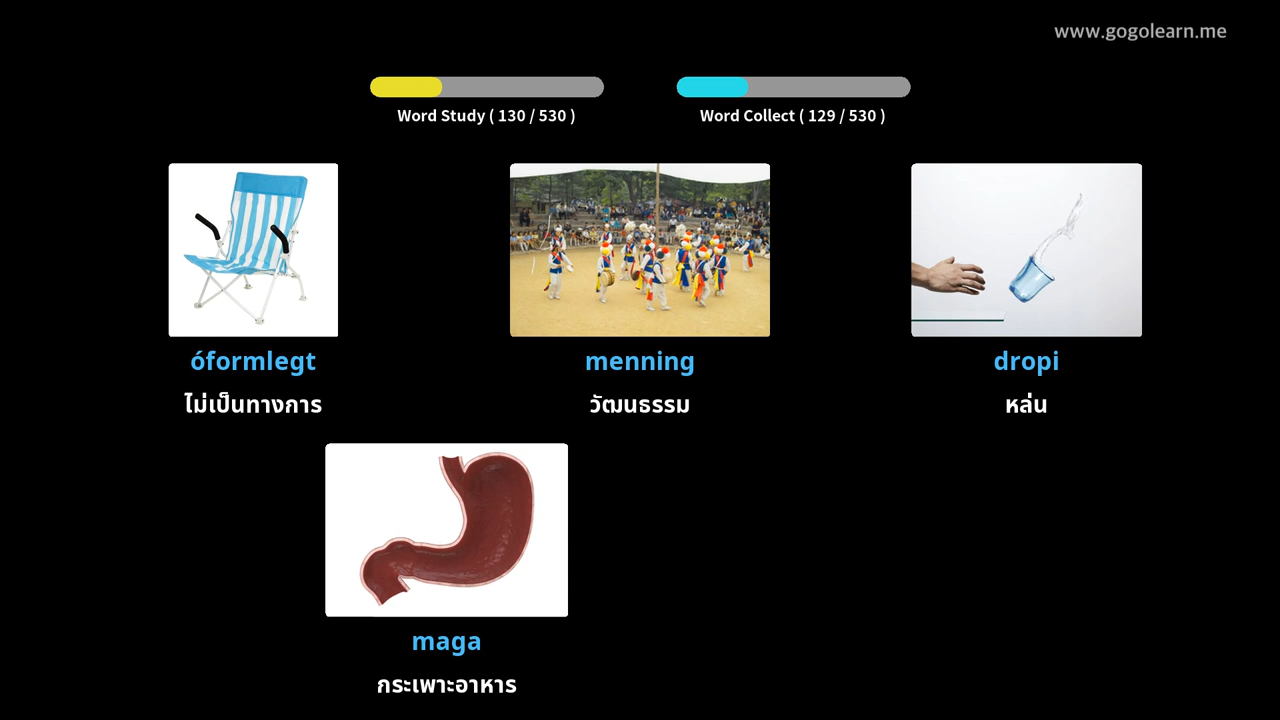 www.gogolearn.me
Word Study ( 130 / 530 )
Word Collect ( 129 / 530 )
óformlegt
ไม่เป็นทางการ
menning
วัฒนธรรม
dropi
หล่น
maga
กระเพาะอาหาร